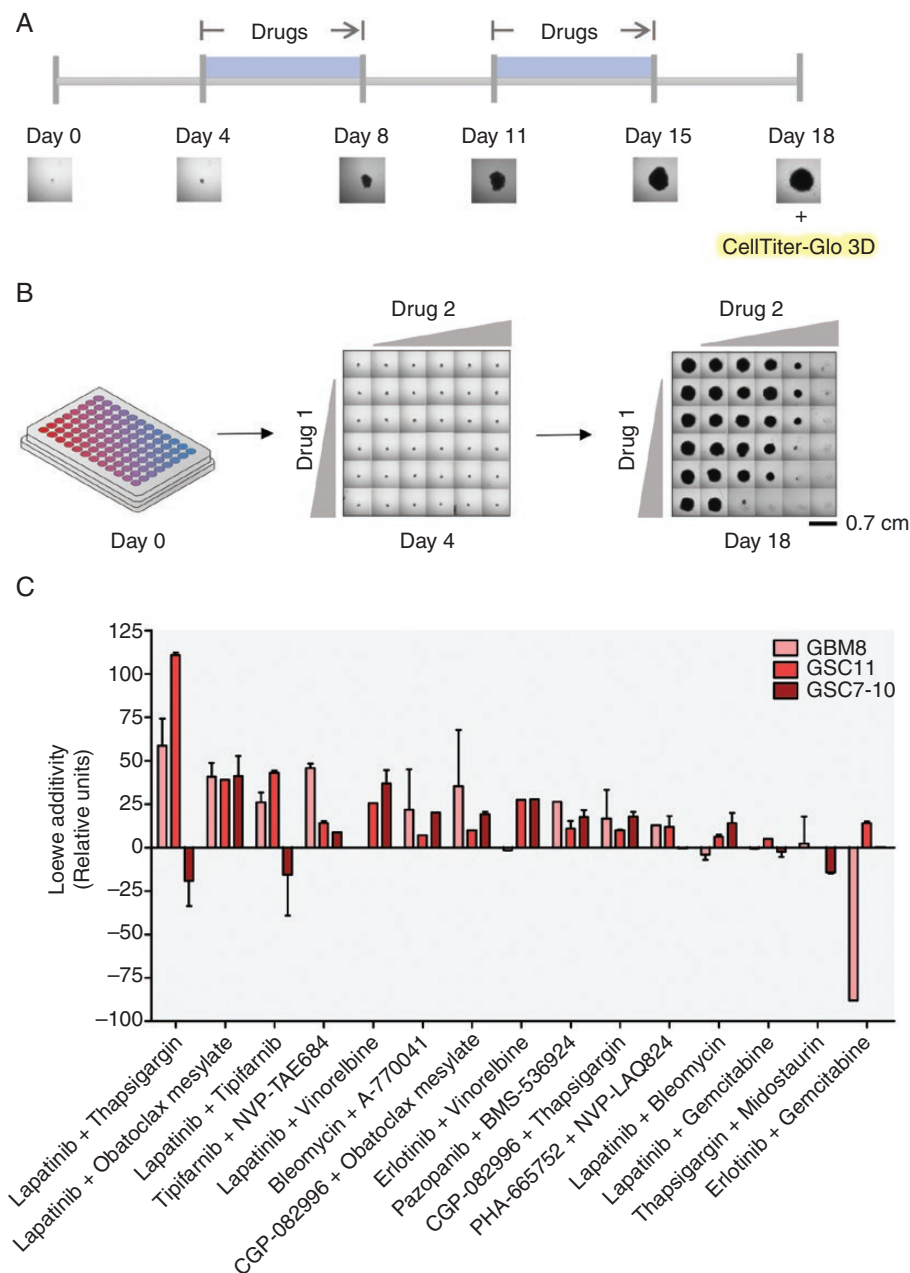 A
Drugs Drugs
Day 0 Day 4 Day 8 Day 11 Day 15 Day 18
+
CellTiter-Glo 3D
B
Drug 2 Drug 2
Drug 1 Drug 1
0.7 cm
Day 0 Day 4 Day 18
C
125
100
75
50
25
0
−25
−50
−75
−100
Loewe additivity
(Relative units)
GBM8
GSC11
GSC7-10
Lapatinib + Thapsigargin
Lapatinib + Obatoclax mesylate
Lapatinib + Tipifarnib
Tipifarnib + NVP-TAE684
Lapatinib + Vinorelbine
Bleomycin + A-770041
CGP-082996 + Obatoclax mesylate
Erlotinib + Vinorelbine
Pazopanib + BMS-536924
CGP-082996 + Thapsigargin
PHA-665752 + NVP-LAQ824
Lapatinib + Bleomycin
Lapatinib + Gemcitabine
Thapsigargin + Midostaurin
Erlotinib + Gemcitabine